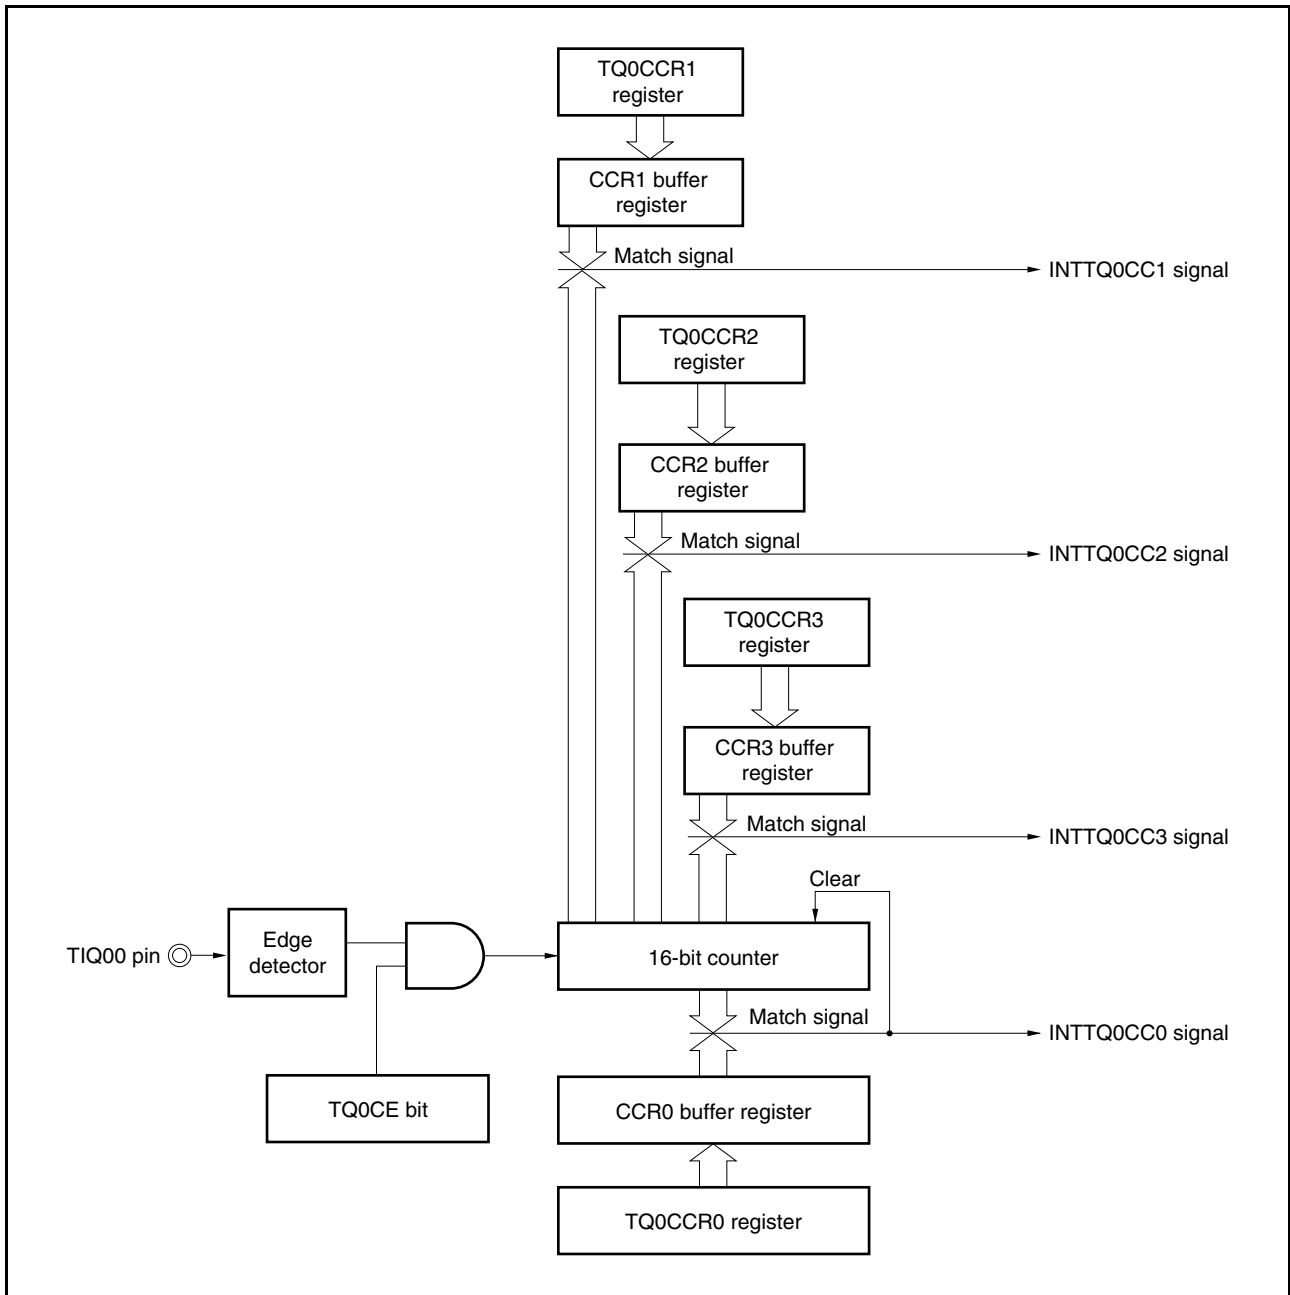 TQ0CCR1
register
CCR1 buffer
register
Match signal
INTTQ0CC1 signal
TQ0CCR2
register
CCR2 buffer
register
Match signal
INTTQ0CC2 signal
TQ0CCR3
register
CCR3 buffer
register
Match signal
INTTQ0CC3 signal
Clear
TIQ00 pin
Edge
detector
16-bit counter
Match signal
INTTQ0CC0 signal
TQ0CE bit
CCR0 buffer register
TQ0CCR0 register